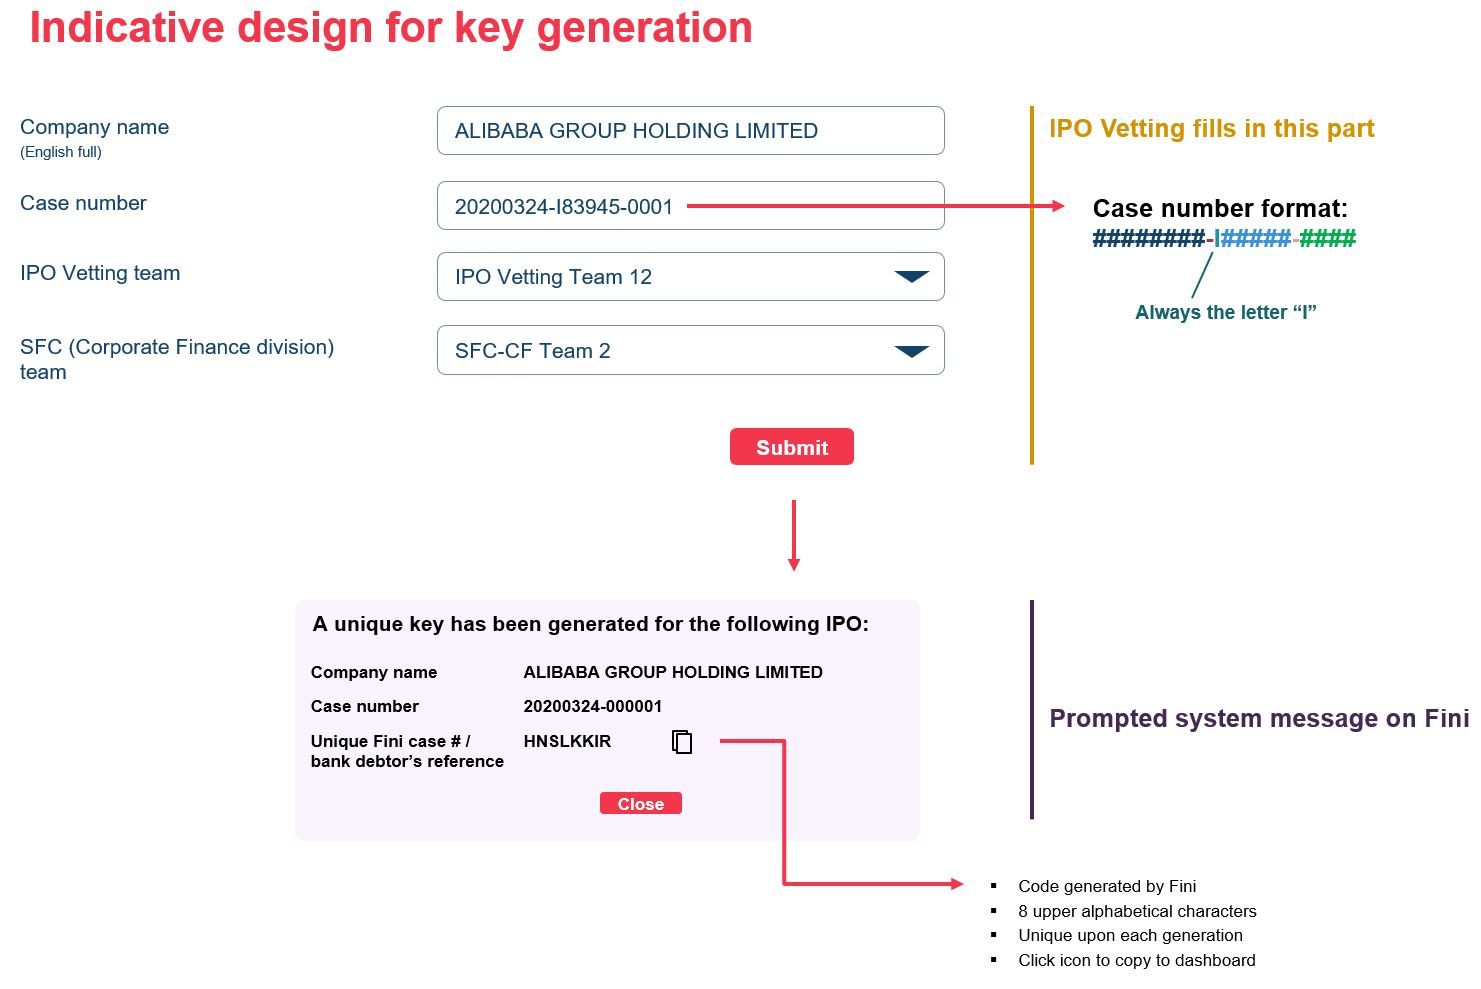 Indicative design for key generation
Company name
(English full)
ALIBABA GROUP HOLDING LIMITED
IPO Vetting fills in this part
Case number
20200324-I83945-0001
Case number format:
########-I#####-####
Always the letter “I”
IPO Vetting team
IPO Vetting Team 12
SFC (Corporate Finance division)
team
SFC-CF Team 2
Submit
A unique key has been generated for the following IPO:
Company name
ALIBABA GROUP HOLDING LIMITED
Case number
20200324-000001
Unique Fini case # /
bank debtor’s reference
HNSLKKIR
Close
Prompted system message on Fini
▪ Code generated by Fini
▪ 8 upper alphabetical characters
▪ Unique upon each generation
▪ Click icon to copy to dashboard